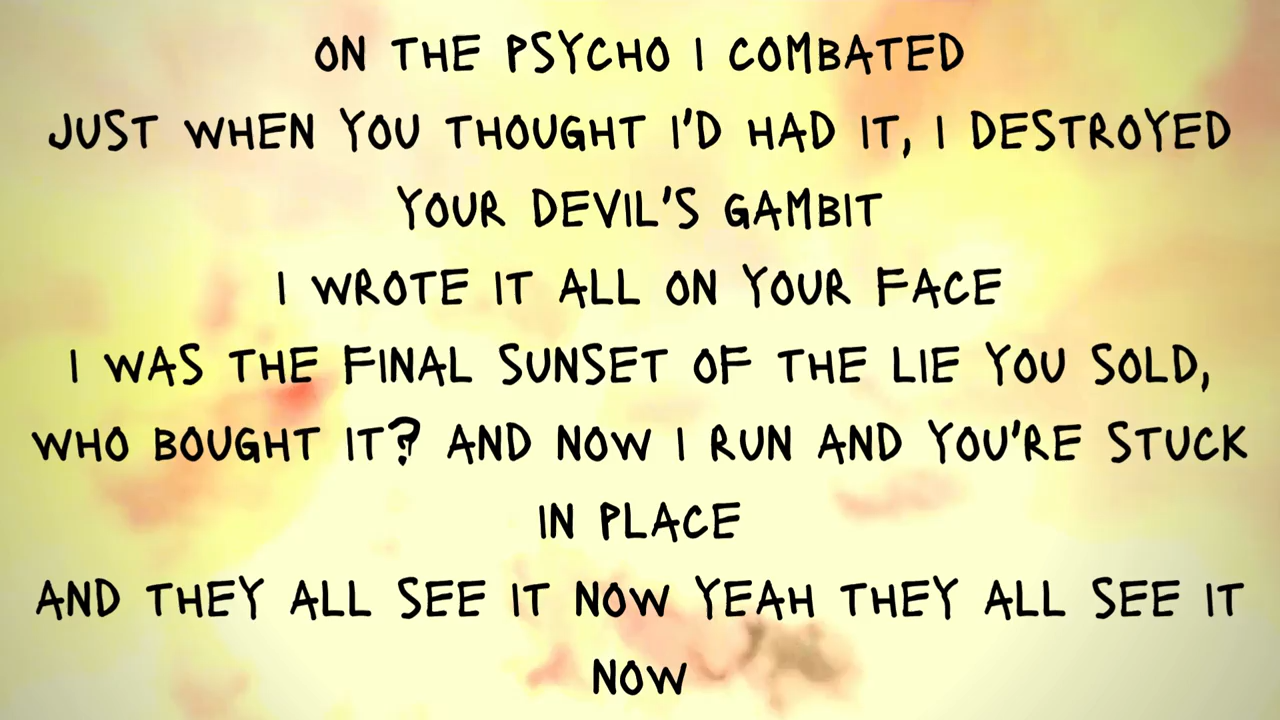 ON THE PSYCHO I COMBATED
JUST WHEN YOU THOUGHT I'D HAD IT, I DESTROYED
YOUR DEVIL'S GAMBIT
I WROTE IT ALL ON YOUR FACE
I WAS THE FINAL SUNSET OF THE LIE YOU SOLD,
WHO BOUGHT IT? AND NOW I RUN AND YOU'RE STUCK
IN PLACE
AND THEY ALL SEE IT NOW YEAH THEY ALL SEE IT
NOW